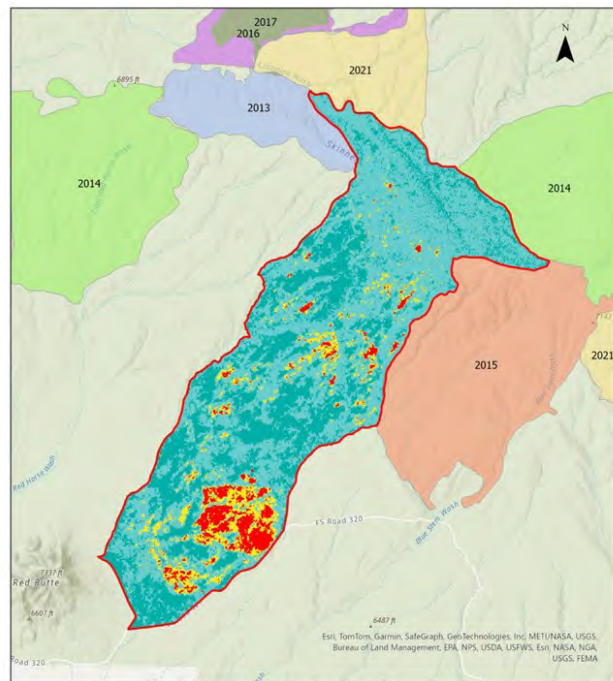 2017
2016
N
2021
6895 ft
2013
Skinne
2014
2014
2015
2021
Red Horse Wash
FS Road 320
Blue Stem Wash
7337 ft
Red Butte
6607 ft
6487 ft
Road 320
Esri, TomTom, Garmin, SafeGraph, GeoTechnologies, Inc, METI/NASA, USGS,
Bureau of Land Management, EPA, NPS, USDA, USFWS, Esri, NASA, NGA,
USGS, FEMA